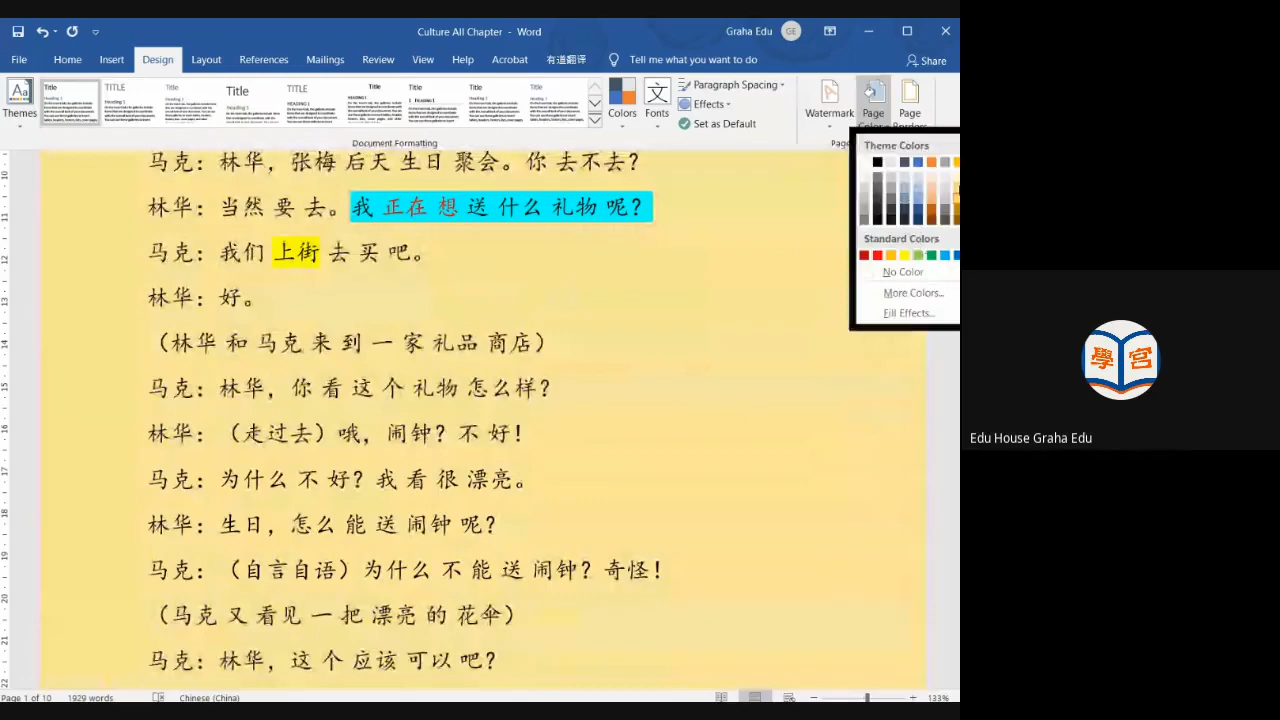 Culture All Chapter - Word
Graha Edu
GE
File Home Insert Design Layout References Mailings Review View Help Acrobat 有道翻译 Tell me what you want to do Share
Themes
Title
TITLE
Title
TITLE
Title
Title
Title
Title
Colors
Fonts
Paragraph Spacing
Effects
Set as Default
Watermark
Page
Page
Document Formatting
Theme Colors
Standard Colors
No Color
More Colors...
Fill Effects...
马克：林华，张梅 后天 生日 聚会。你 去不去？
林华：当然 要 去。我 正在 想 送 什么 礼物 呢？
马克：我们 上街 去 买 吧。
林华：好。
（林华 和 马克 来 到 一 家 礼品 商店）
马克：林华，你 看 这 个 礼物 怎么样？
林华：（走过去）哦，闹钟？不 好！
马克：为什么 不 好？我 看 很 漂亮。
林华：生日，怎么 能 送 闹钟 呢？
马克：（自言自语）为什么 不 能 送 闹钟？奇怪！
（马克 又 看见 一 把 漂亮 的 花伞）
马克：林华，这 个 应该 可以 吧？
Page 1 of 10 1929 words Chinese (China) 133%
學宮
Edu House Graha Edu